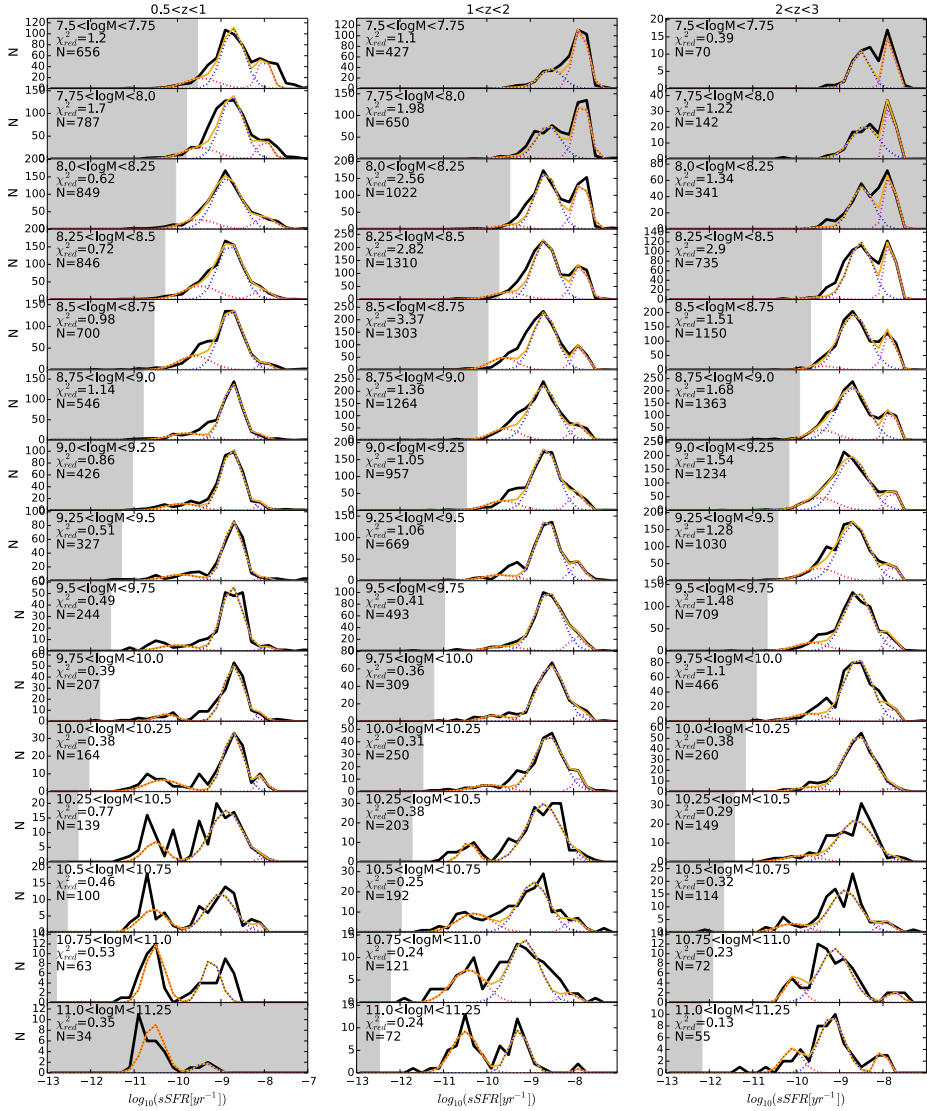 0.5<z<1
1<z<2
2<z<3
7.5<logM<7.75
χ²red=1.2
N=656
7.5<logM<7.75
χ²red=1.1
N=427
7.5<logM<7.75
χ²red=0.39
N=70
7.75<logM<8.0
χ²red=1.7
N=787
7.75<logM<8.0
χ²red=1.98
N=650
7.75<logM<8.0
χ²red=1.22
N=142
8.0<logM<8.25
χ²red=0.62
N=849
8.0<logM<8.25
χ²red=2.56
N=1022
8.0<logM<8.25
χ²red=1.34
N=341
8.25<logM<8.5
χ²red=0.72
N=846
8.25<logM<8.5
χ²red=2.82
N=1310
8.25<logM<8.5
χ²red=2.9
N=735
8.5<logM<8.75
χ²red=0.98
N=700
8.5<logM<8.75
χ²red=3.37
N=1303
8.5<logM<8.75
χ²red=1.51
N=1150
8.75<logM<9.0
χ²red=1.14
N=546
8.75<logM<9.0
χ²red=1.36
N=1264
8.75<logM<9.0
χ²red=1.68
N=1363
9.0<logM<9.25
χ²red=0.86
N=426
9.0<logM<9.25
χ²red=1.05
N=957
9.0<logM<9.25
χ²red=1.54
N=1234
9.25<logM<9.5
χ²red=0.51
N=327
9.25<logM<9.5
χ²red=1.06
N=669
9.25<logM<9.5
χ²red=1.28
N=1030
9.5<logM<9.75
χ²red=0.49
N=244
9.5<logM<9.75
χ²red=0.41
N=493
9.5<logM<9.75
χ²red=1.48
N=709
9.75<logM<10.0
χ²red=0.39
N=207
9.75<logM<10.0
χ²red=0.36
N=309
9.75<logM<10.0
χ²red=1.1
N=466
10.0<logM<10.25
χ²red=0.38
N=164
10.0<logM<10.25
χ²red=0.31
N=250
10.0<logM<10.25
χ²red=0.38
N=260
10.25<logM<10.5
χ²red=0.77
N=139
10.25<logM<10.5
χ²red=0.38
N=203
10.25<logM<10.5
χ²red=0.29
N=149
10.5<logM<10.75
χ²red=0.46
N=100
10.5<logM<10.75
χ²red=0.25
N=192
10.5<logM<10.75
χ²red=0.32
N=114
10.75<logM<11.0
χ²red=0.53
N=63
10.75<logM<11.0
χ²red=0.24
N=121
10.75<logM<11.0
χ²red=0.23
N=72
11.0<logM<11.25
χ²red=0.35
N=34
11.0<logM<11.25
χ²red=0.24
N=72
11.0<logM<11.25
χ²red=0.13
N=55
N
−13 −12 −11 −10 −9 −8 −7
−13 −12 −11 −10 −9 −8
−13 −12 −11 −10 −9 −8
log10(sSFR[yr⁻¹])
log10(sSFR[yr⁻¹])
log10(sSFR[yr⁻¹])